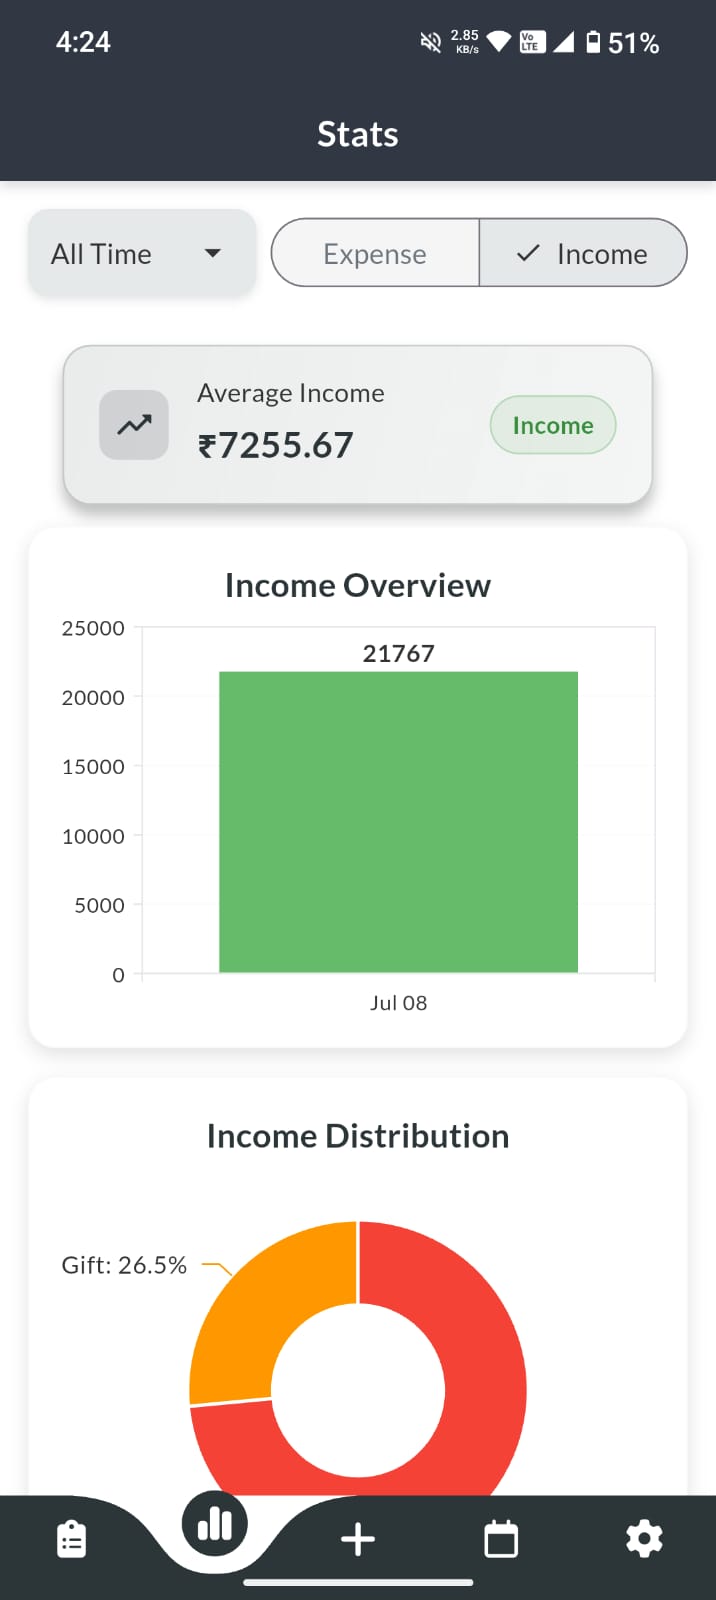 4:24
2.85
KB/s
Vo
LTE
51%
Stats
All Time
Expense
Income
Average Income
₹7255.67
Income
Income Overview
25000
21767
20000
15000
10000
5000
0
Jul 08
Income Distribution
Gift: 26.5%